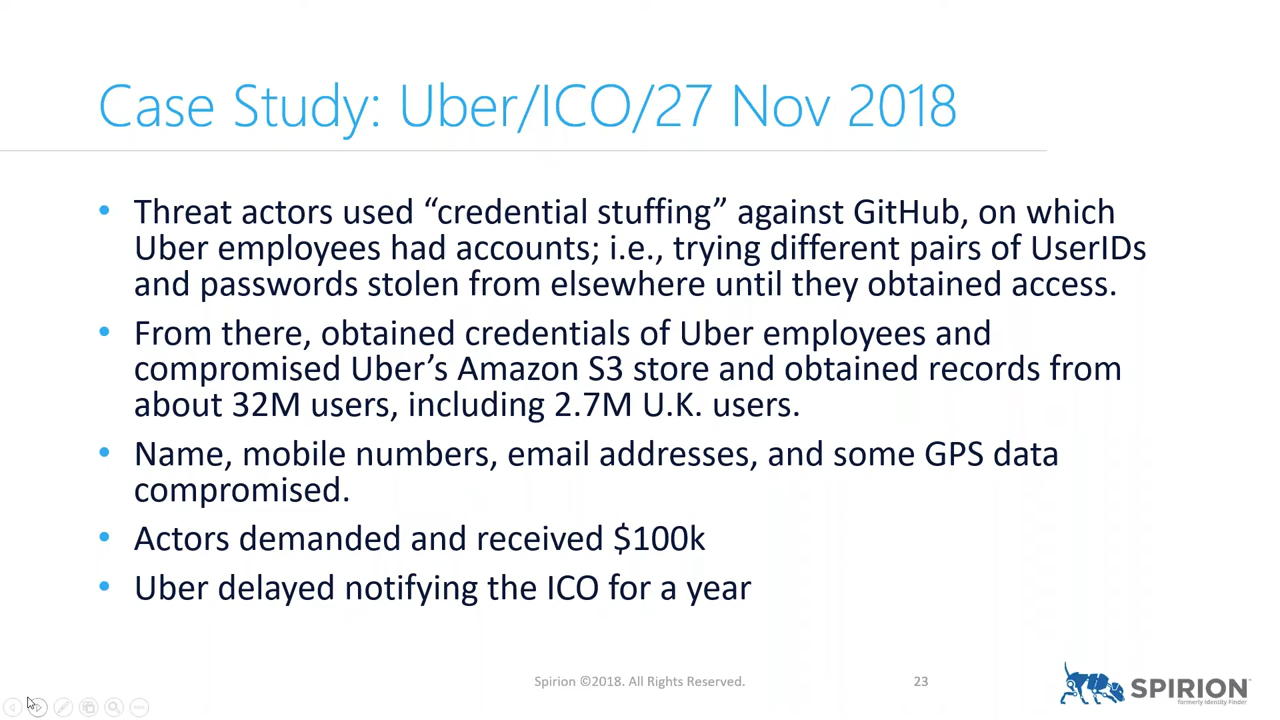 Case Study: Uber/ICO/27 Nov 2018
• Threat actors used “credential stuffing” against GitHub, on which
Uber employees had accounts; i.e., trying different pairs of UserIDs
and passwords stolen from elsewhere until they obtained access.
• From there, obtained credentials of Uber employees and
compromised Uber’s Amazon S3 store and obtained records from
about 32M users, including 2.7M U.K. users.
• Name, mobile numbers, email addresses, and some GPS data
compromised.
• Actors demanded and received $100k
• Uber delayed notifying the ICO for a year
Spirion ©2018. All Rights Reserved.
23
SPIRION
formerly Identity Finder